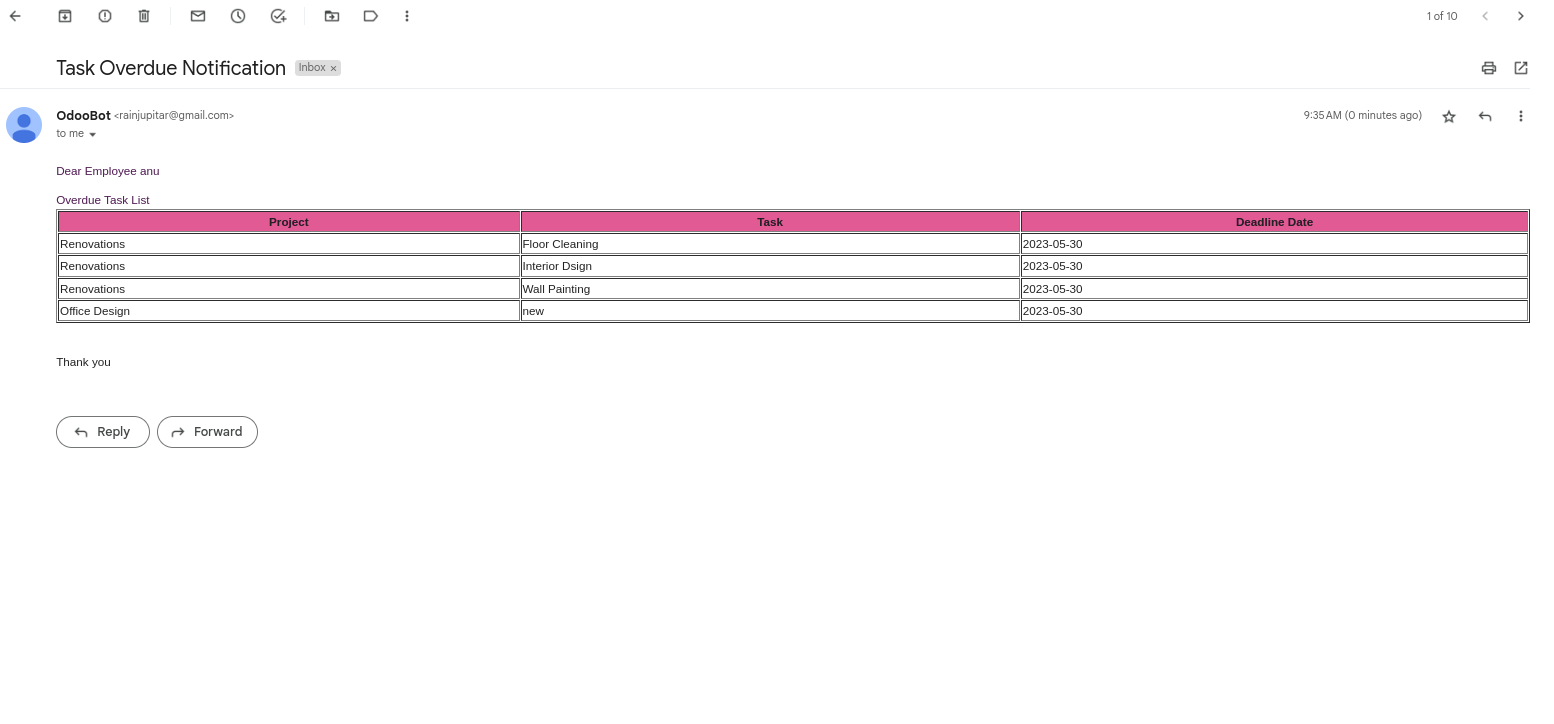 1 of 10
Task Overdue Notification Inbox ×
OdooBot <rainjupitar@gmail.com> 9:35 AM (0 minutes ago)
to me
Dear Employee anu
Overdue Task List
Project Task Deadline Date
Renovations Floor Cleaning 2023-05-30
Renovations Interior Dsign 2023-05-30
Renovations Wall Painting 2023-05-30
Office Design new 2023-05-30
Thank you
Reply Forward